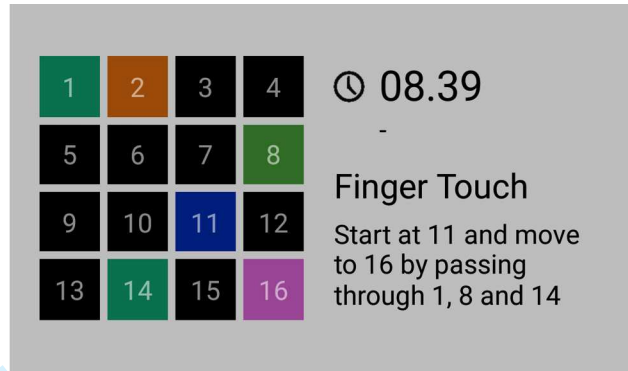 1 2 3 4
5 6 7 8
9 10 11 12
13 14 15 16
08.39
-
Finger Touch
Start at 11 and move
to 16 by passing
through 1, 8 and 14